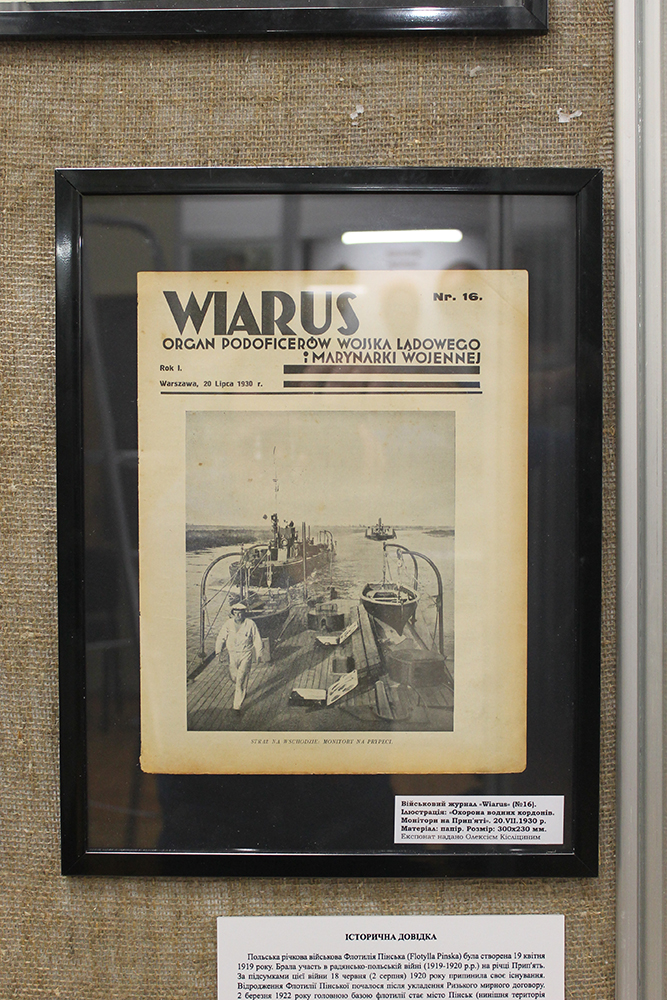 WIARUS
Nr. 16.
ORGAN PODOFICERÓW WOJSKA LĄDOWEGO
i MARYNARKI WOJENNEJ
Rok I.
Warszawa, 20 Lipca 1930 r.
STRAŻ NA WSCHODZIE: MONITORY NA PRYPECI.
Військовий журнал «Wiarus» (№16).
Ілюстрація: «Охорона водних кордонів.
Монітори на Прип'яті». 20.VII.1930 р.
Матеріал: папір. Розмір: 300х230 мм.
Експонат надано Олексієм Кісліциним
ІСТОРИЧНА ДОВІДКА
Польська річкова військова Флотилія Пінська (Flotylla Pinska) була створена 19 квітня
1919 року. Брала участь в радянсько-польській війні (1919-1920 р.р.) на річці Прип'ять.
За підсумками цієї війни 18 червня (2 серпня) 1920 року припинила своє існування.
Відродження Флотилії Пінської почалося після укладення Ризького мирного договору.
2 березня 1922 року головною базою флотилії стає місто Пінськ (нинішня територія